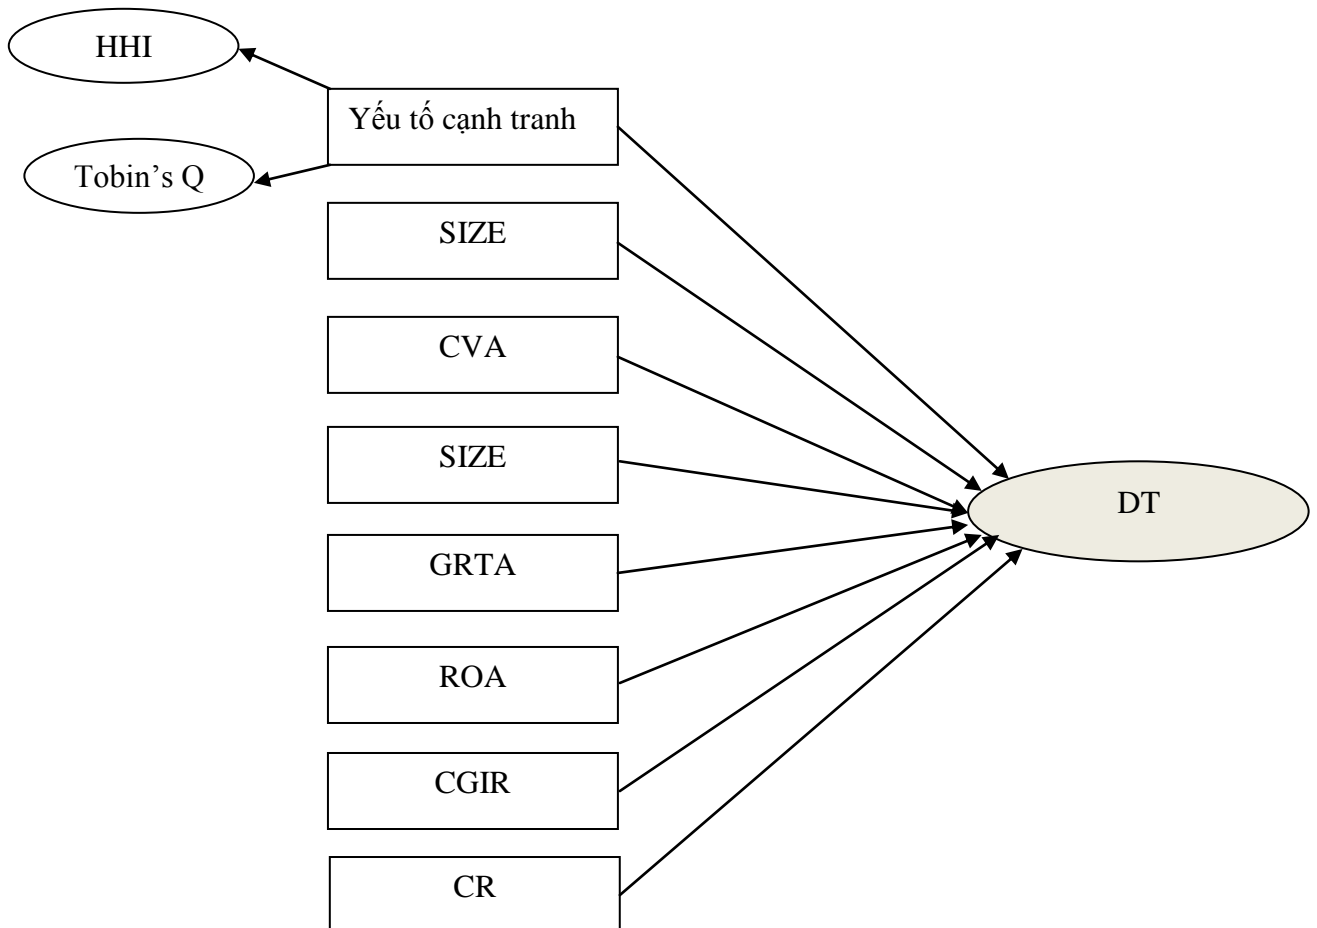 HHI
Yếu tố cạnh tranh
Tobin’s Q
SIZE
CVA
SIZE
DT
GRTA
ROA
CGIR
CR